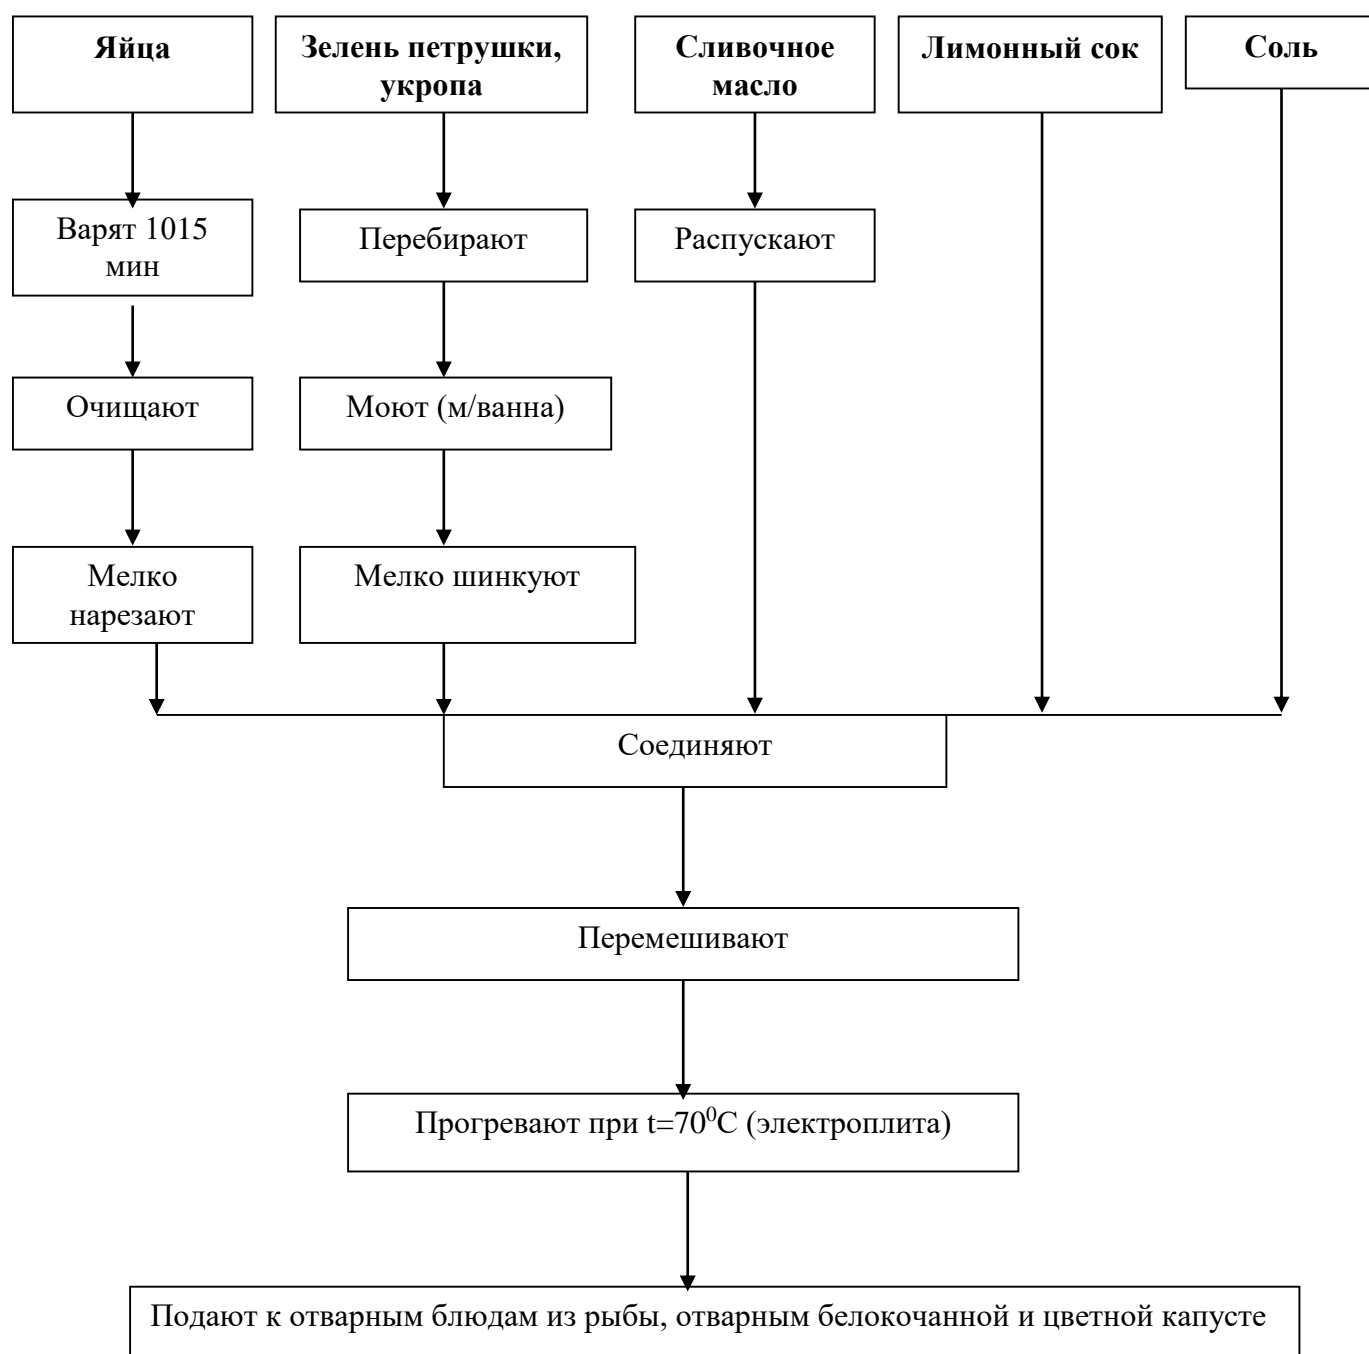 Яйца
Зелень петрушки,
укропа
Сливочное
масло
Лимонный сок
Соль
Варят 1015
мин
Перебирают
Распускают
Очищают
Моют (м/ванна)
Мелко
нарезают
Мелко шинкуют
Соединяют
Перемешивают
Прогревают при t=70⁰С (электроплита)
Подают к отварным блюдам из рыбы, отварным белокочанной и цветной капусте